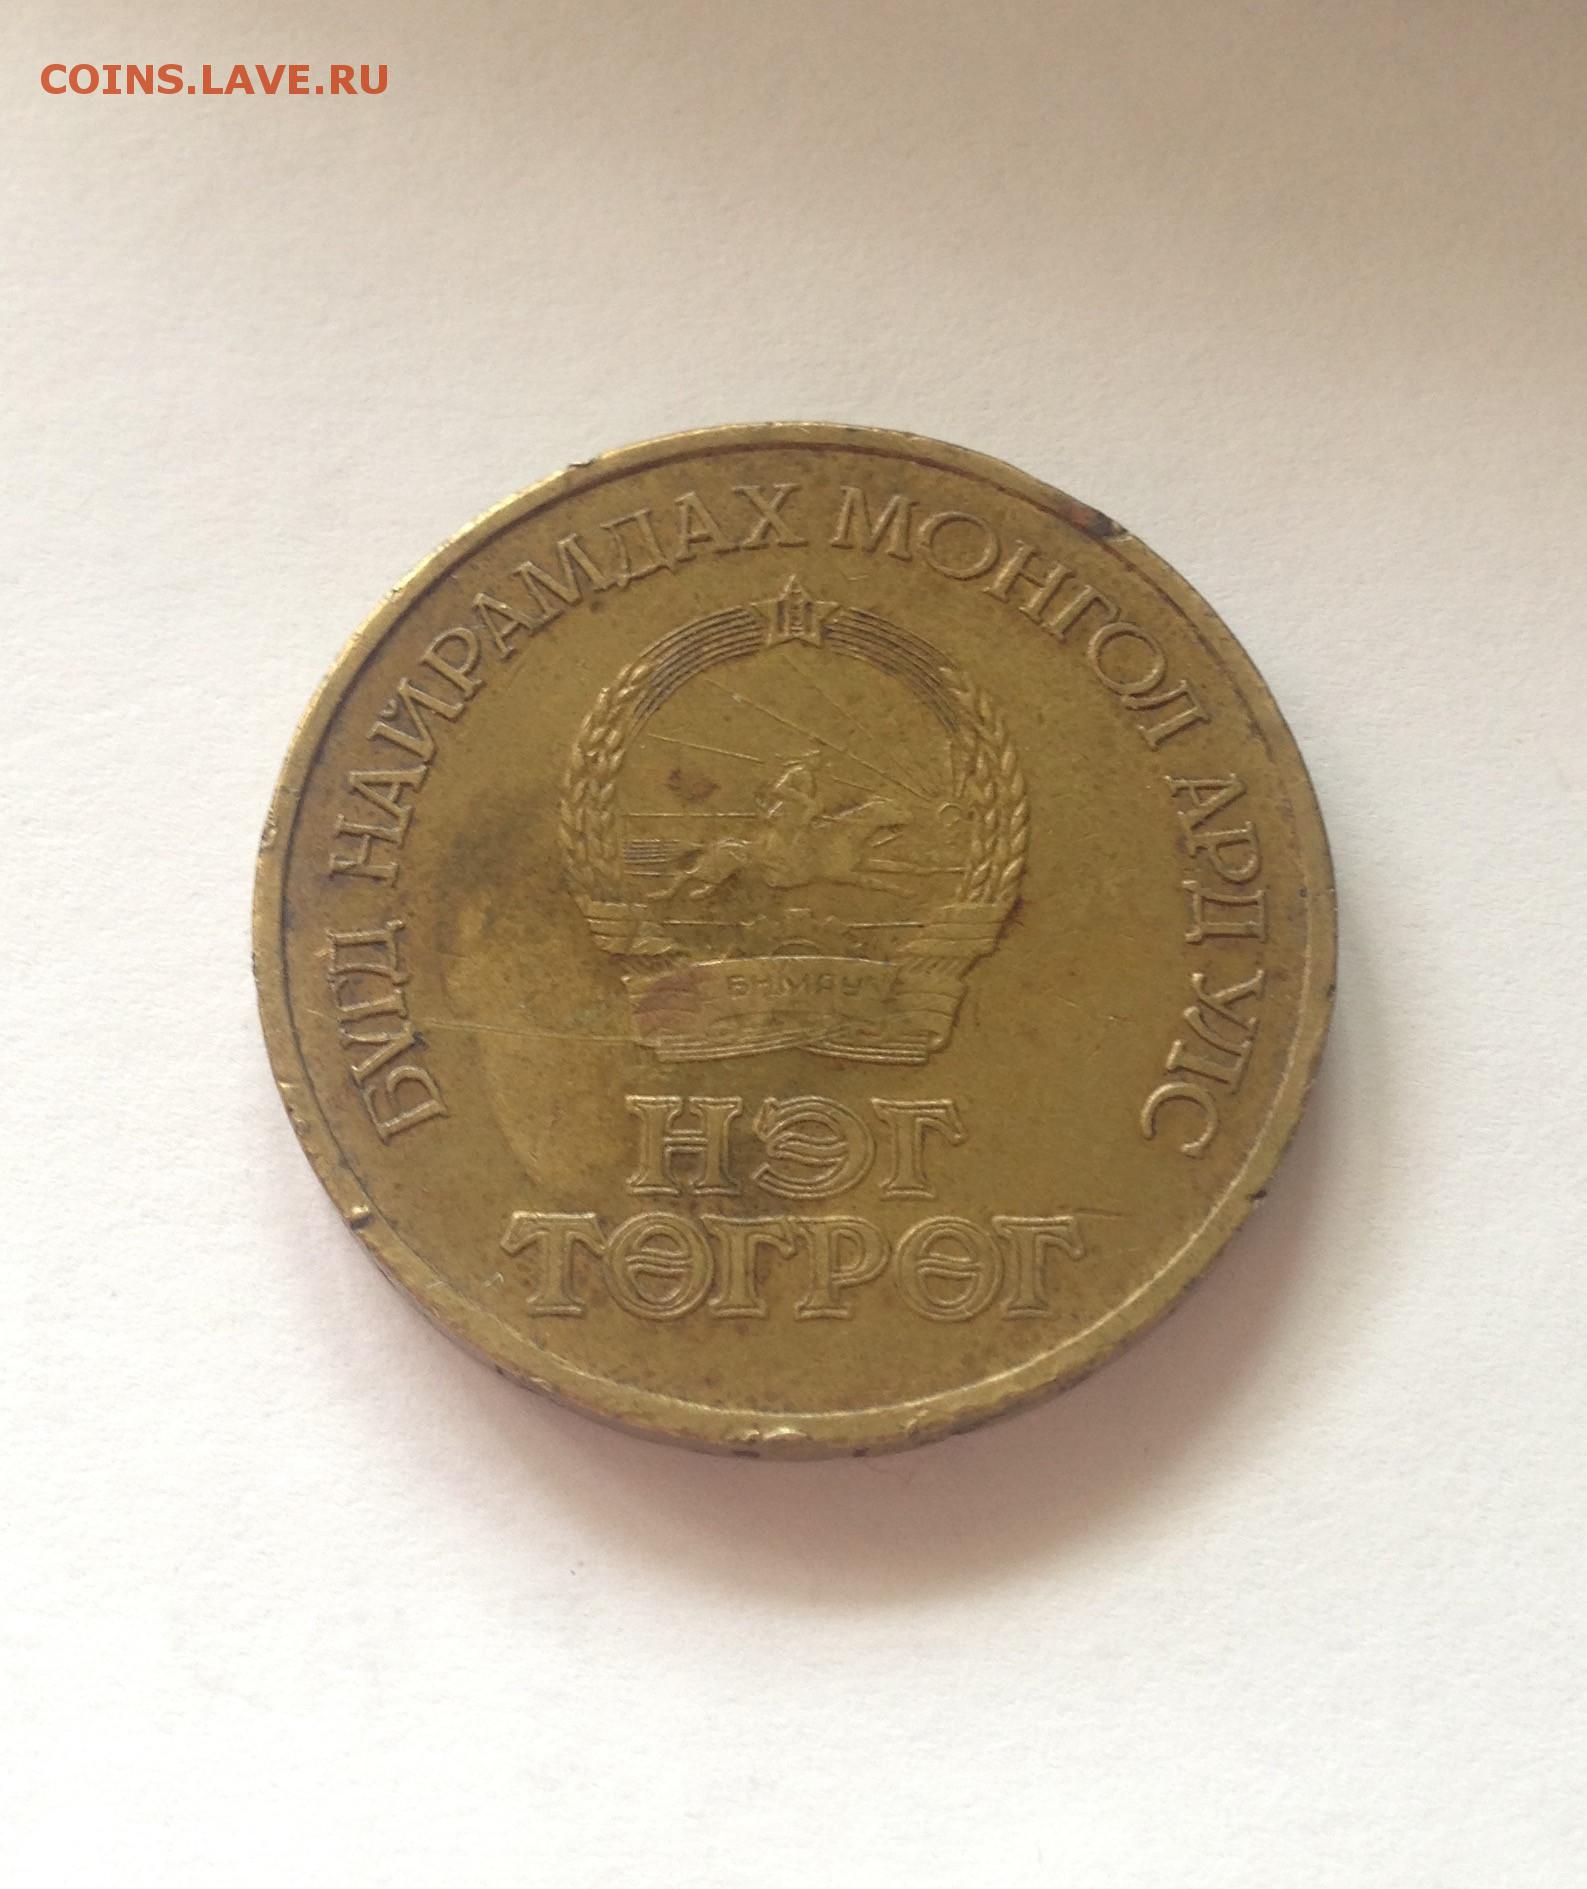 COINS.LAVE.RU
БҮГД НАЙРАМДАХ МОНГОЛ АРД УЛС
БНМАУ
НЭГ
ТӨГРӨГ